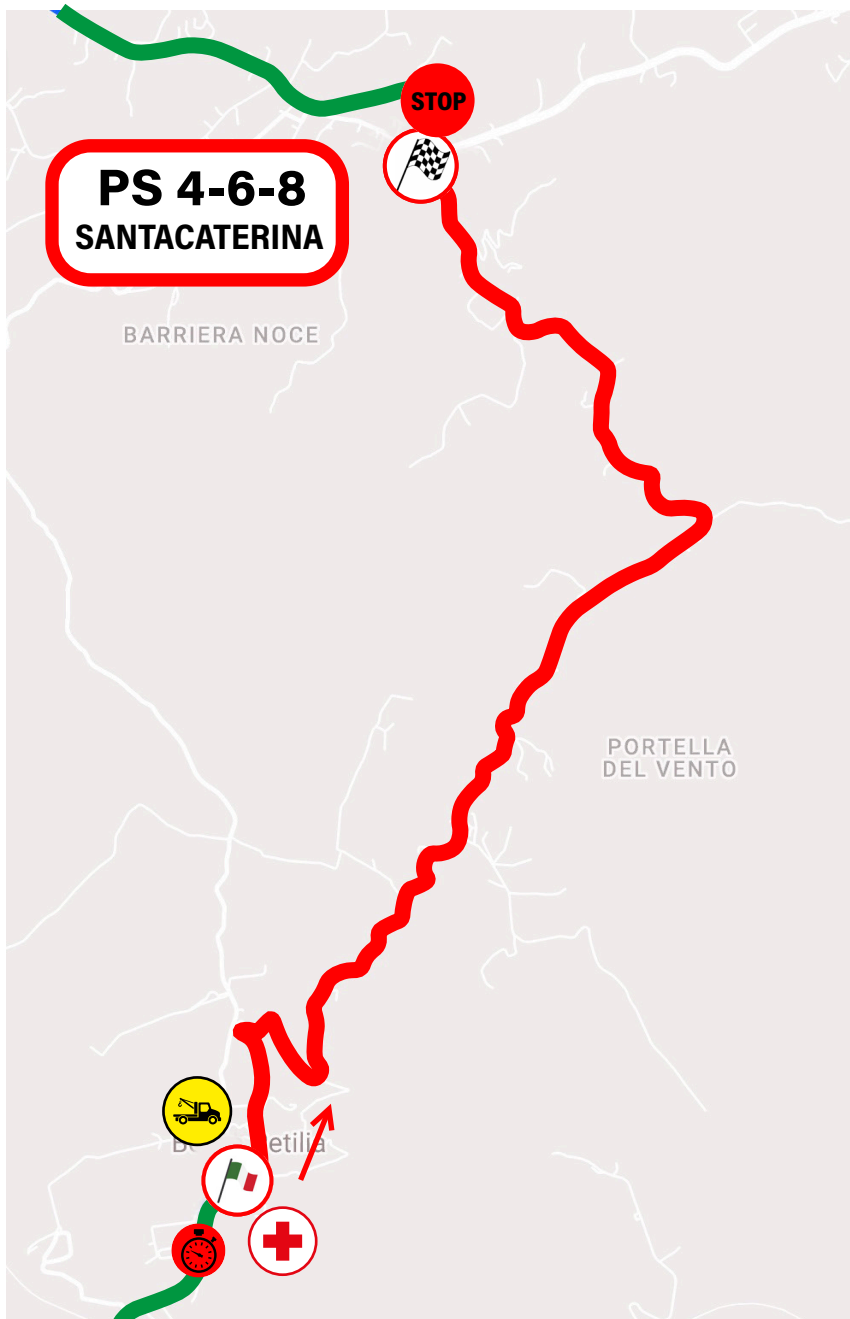 STOP
PS 4-6-8
SANTACATERINA
BARRIERA NOCE
PORTELLA
DEL VENTO